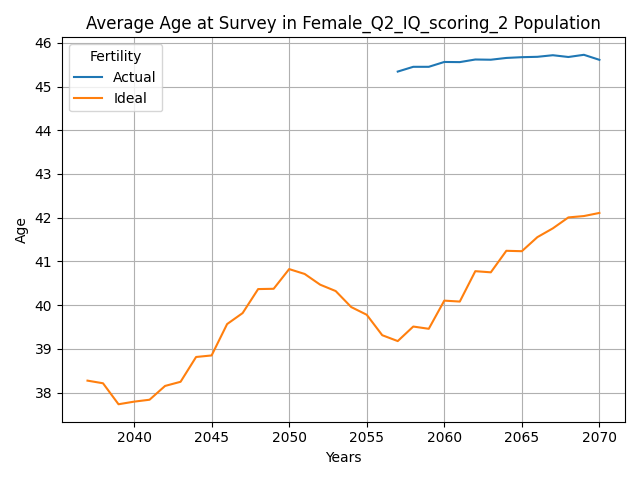 Average Age at Survey in Female_Q2_IQ_scoring_2 Population
Fertility
Actual
Ideal
Age
46
45
44
43
42
41
40
39
38
2040
2045
2050
2055
2060
2065
2070
Years